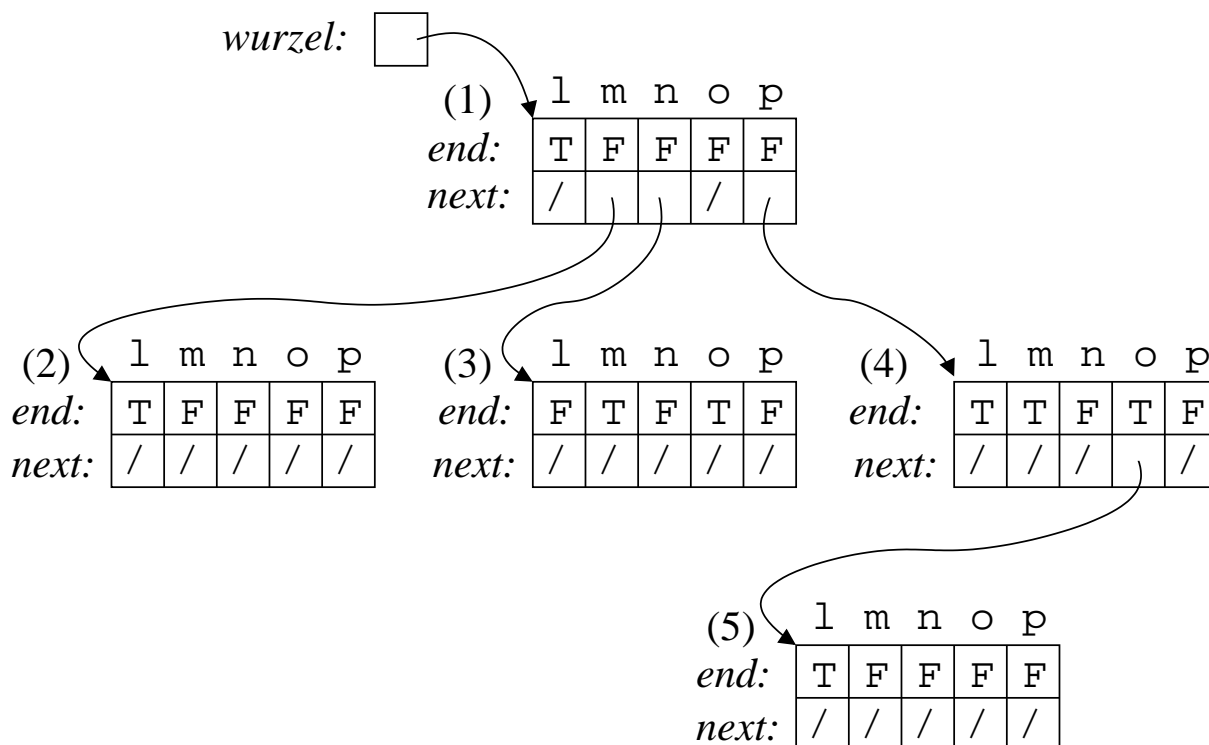 wurzel:
(1) l m n o p
end: T F F F F
next: / /
(2) l m n o p
end: T F F F F
next: / / / / /
(3) l m n o p
end: F T F T F
next: / / / / /
(4) l m n o p
end: T T F T F
next: / / / /
(5) l m n o p
end: T F F F F
next: / / / / /